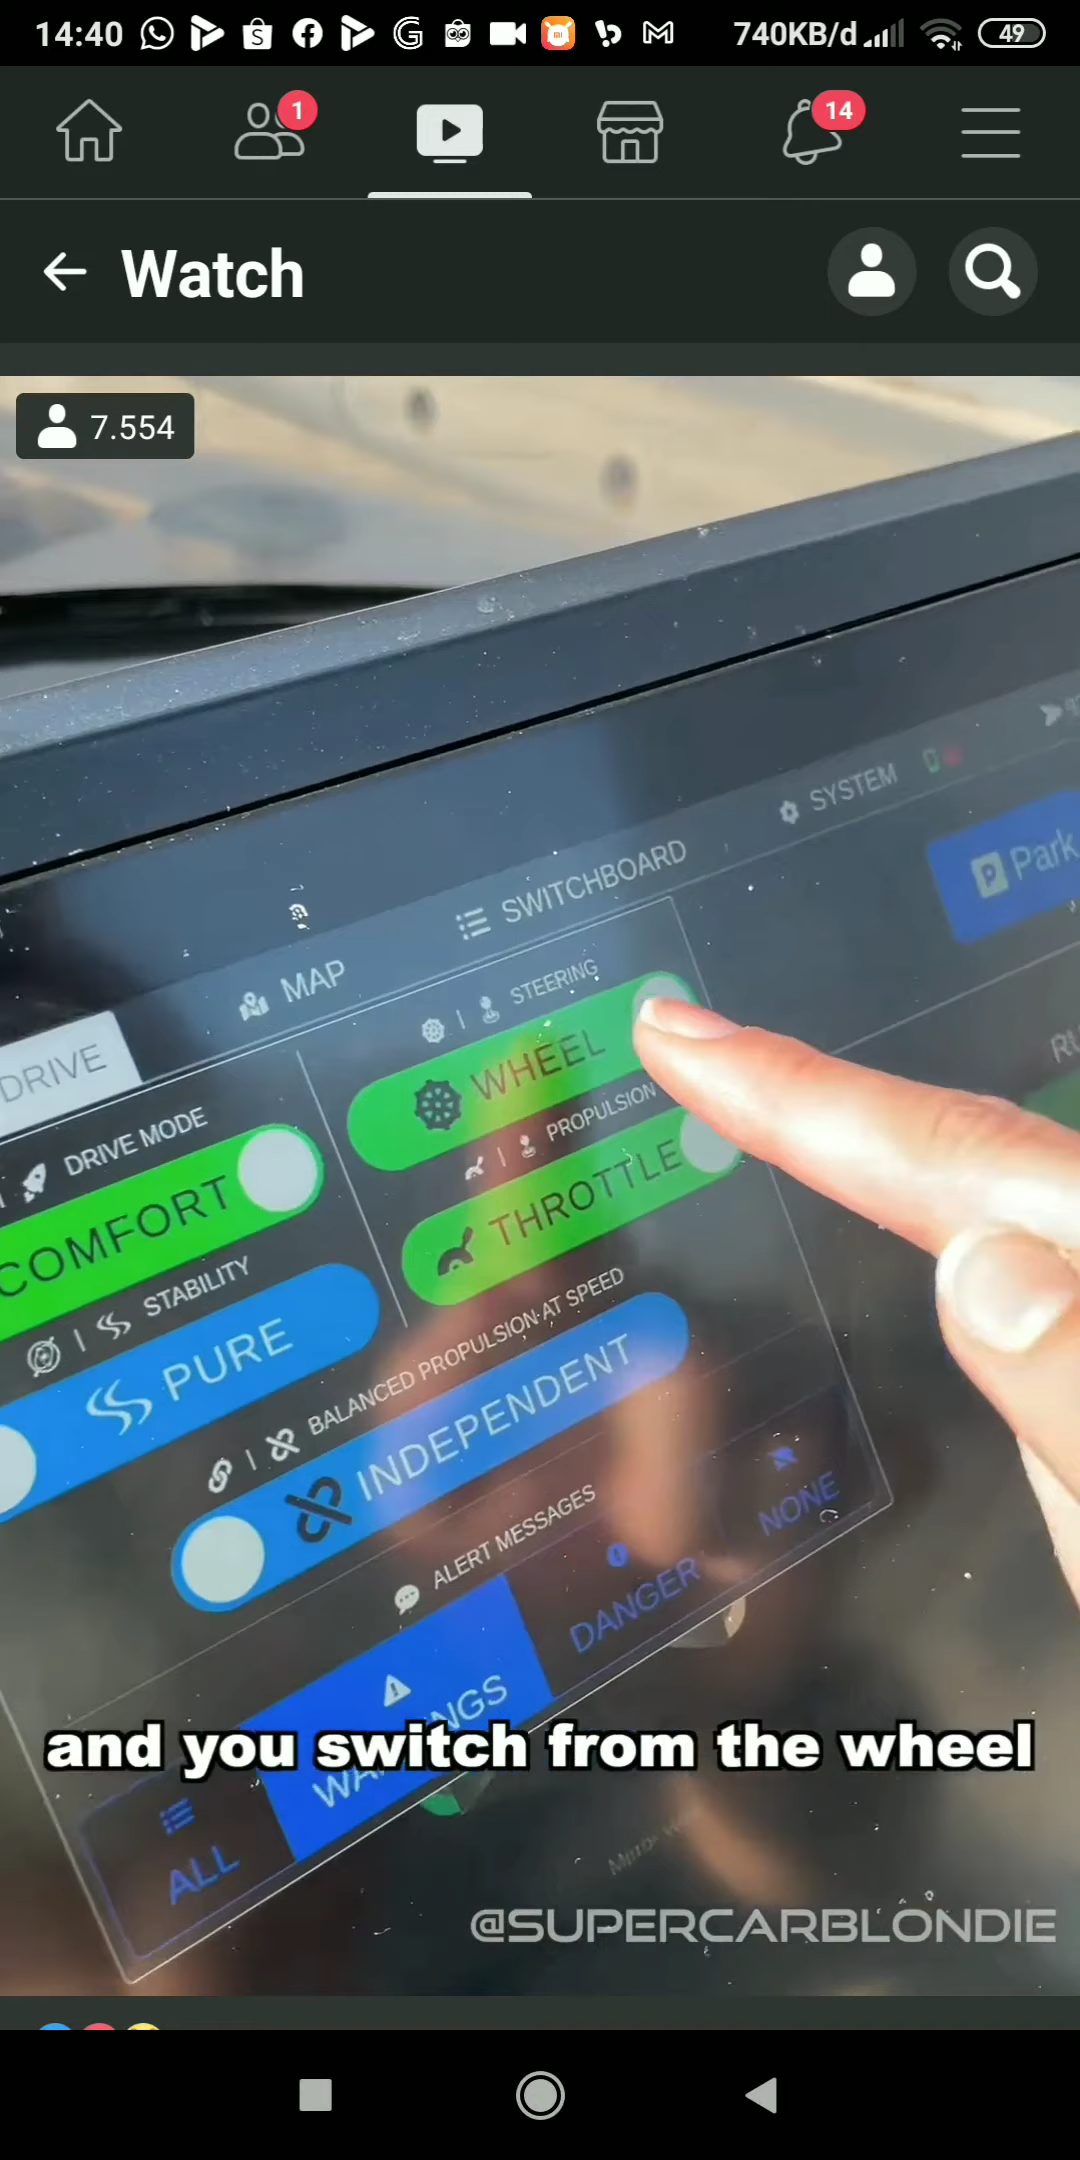 14:40
740KB/d
49
1
14
Watch
7.554
SYSTEM
Park
SWITCHBOARD
MAP
DRIVE
STEERING
WHEEL
PROPULSION
THROTTLE
DRIVE MODE
COMFORT
STABILITY
PURE
BALANCED PROPULSION AT SPEED
INDEPENDENT
ALERT MESSAGES
NONE
DANGER
ALL
and you switch from the wheel
@SUPERCARBLONDIE